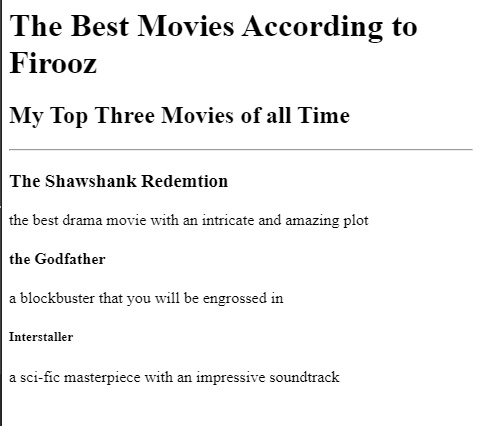 The Best Movies According to
Firooz
My Top Three Movies of all Time
The Shawshank Redemtion
the best drama movie with an intricate and amazing plot
the Godfather
a blockbuster that you will be engrossed in
Interstaller
a sci-fic masterpiece with an impressive soundtrack